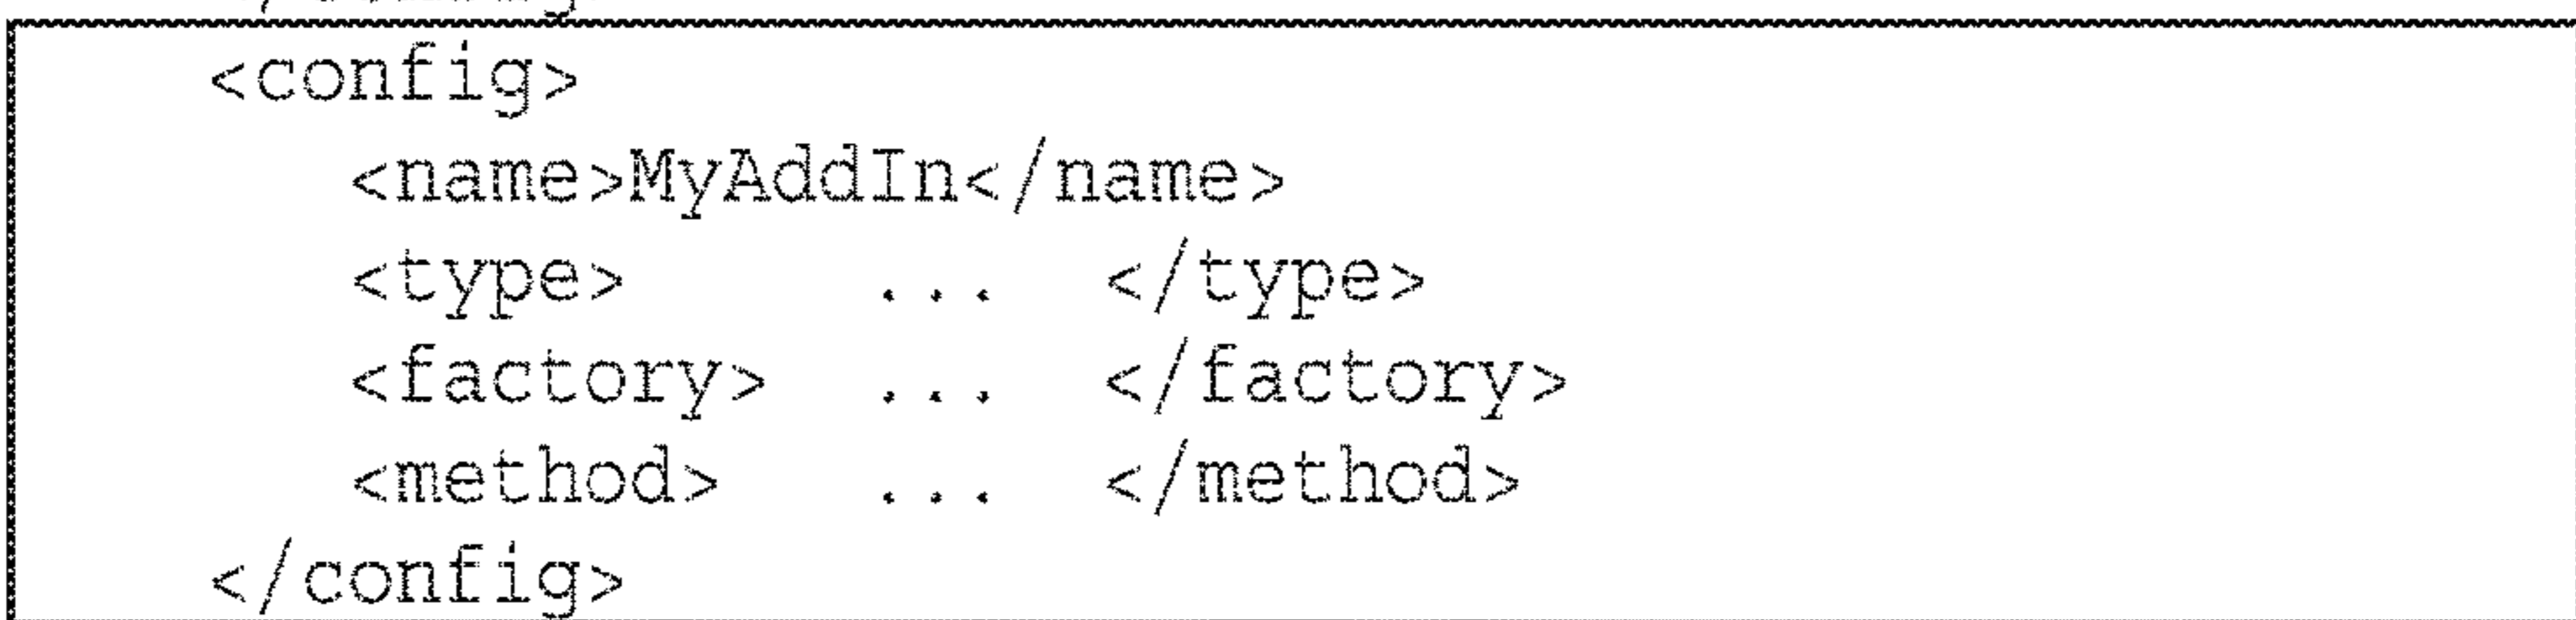 <config>
<name>MyAddIn</name>
<type> ... </type>
<factory> ... </factory>
<method> ... </method>
</config>